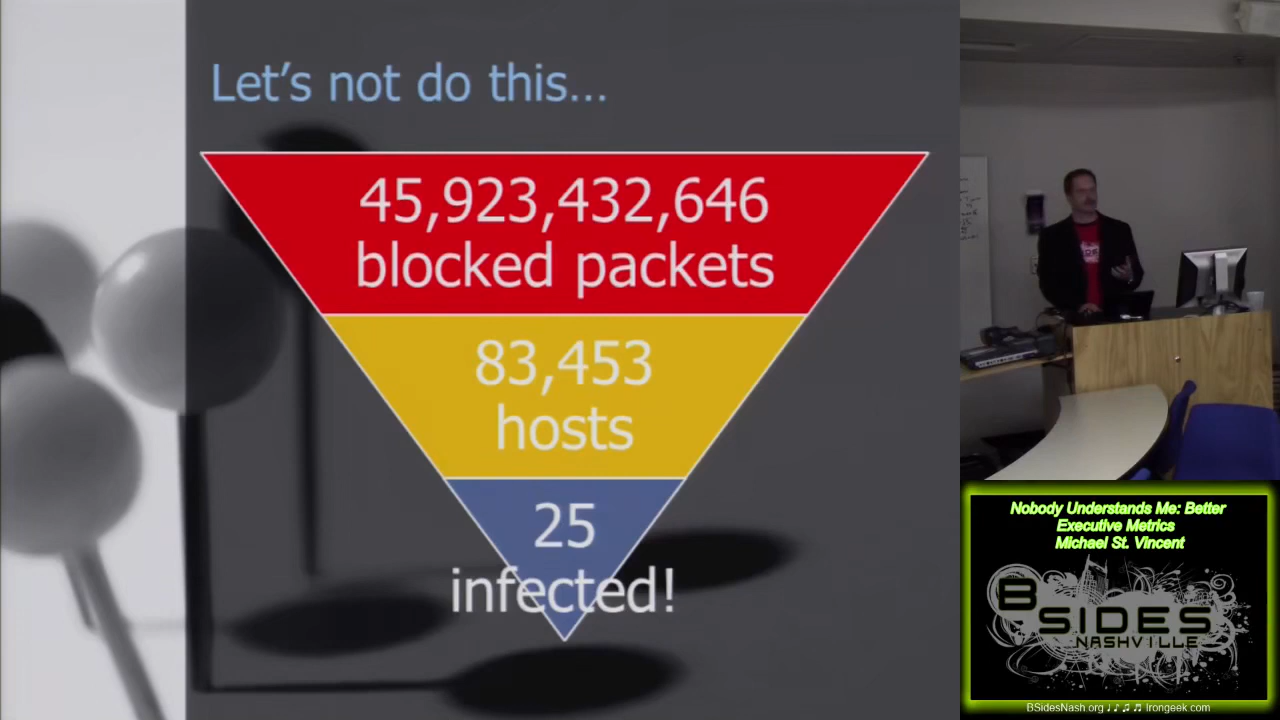 Let's not do this...
45,923,432,646
blocked packets
83,453
hosts
25
infected!
Nobody Understands Me: Better
Executive Metrics
Michael St. Vincent
BSIDES
NASHVILLE
BSidesNash.org ♩ ♪ ♫ ♬ Irongeek.com